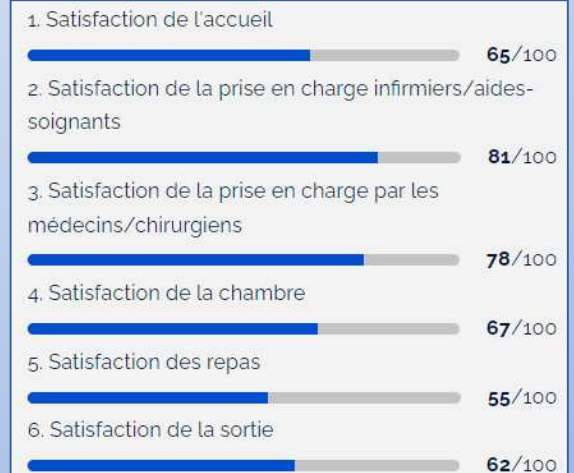 1. Satisfaction de l'accueil
65/100
2. Satisfaction de la prise en charge infirmiers/aides-
soignants
81/100
3. Satisfaction de la prise en charge par les
médecins/chirurgiens
78/100
4. Satisfaction de la chambre
67/100
5. Satisfaction des repas
55/100
6. Satisfaction de la sortie
62/100